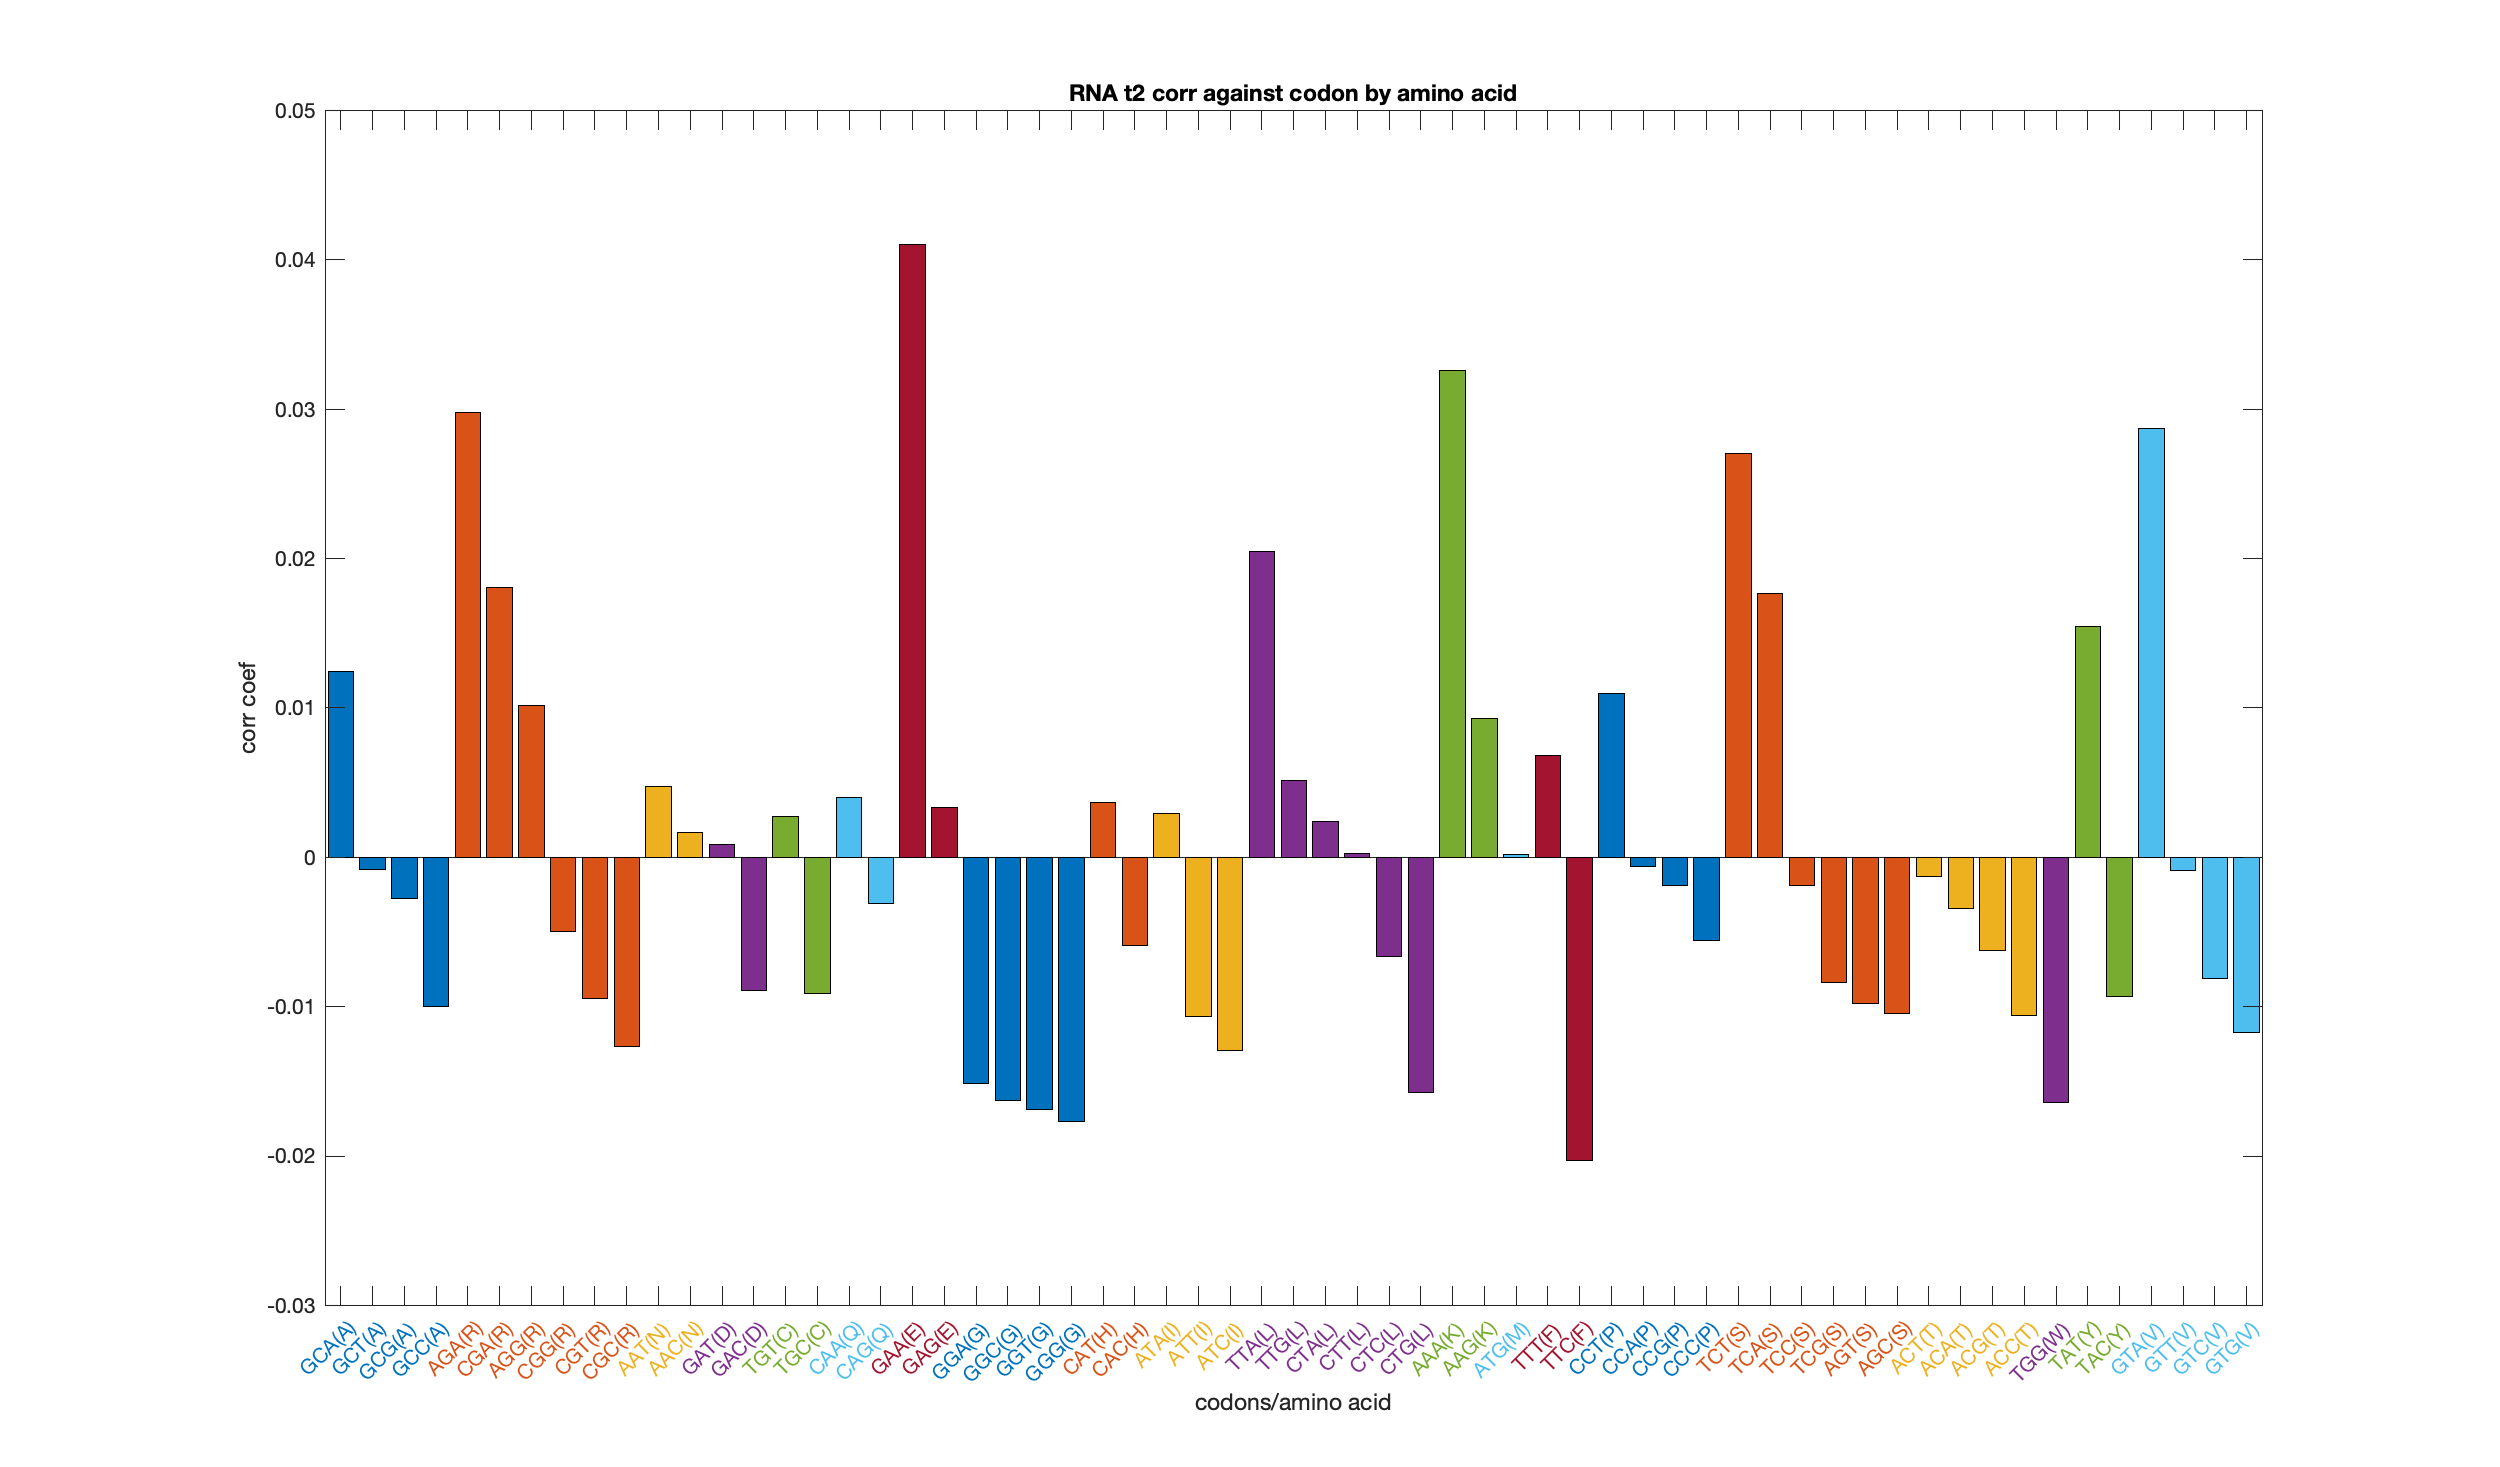 RNA t2 corr against codon by amino acid
corr coef
0.05
0.04
0.03
0.02
0.01
0
-0.01
-0.02
-0.03
GCA(A)
GCT(A)
GCG(A)
GCC(A)
AGA(R)
CGA(R)
AGG(R)
CGG(R)
CGT(R)
CGC(R)
AAT(N)
AAC(N)
GAT(D)
GAC(D)
TGT(C)
TGC(C)
CAA(Q)
CAG(Q)
GAA(E)
GAG(E)
GGA(G)
GGC(G)
GGT(G)
GGG(G)
CAT(H)
CAC(H)
ATA(I)
ATT(I)
ATC(I)
TTA(L)
TTG(L)
CTA(L)
CTT(L)
CTC(L)
CTG(L)
AAA(K)
AAG(K)
ATG(M)
TTT(F)
TTC(F)
CCT(P)
CCA(P)
CCG(P)
CCC(P)
TCT(S)
TCA(S)
TCC(S)
TCG(S)
AGT(S)
AGC(S)
ACT(T)
ACA(T)
ACG(T)
ACC(T)
TGG(W)
TAT(Y)
TAC(Y)
GTA(V)
GTT(V)
GTC(V)
GTG(V)
codons/amino acid